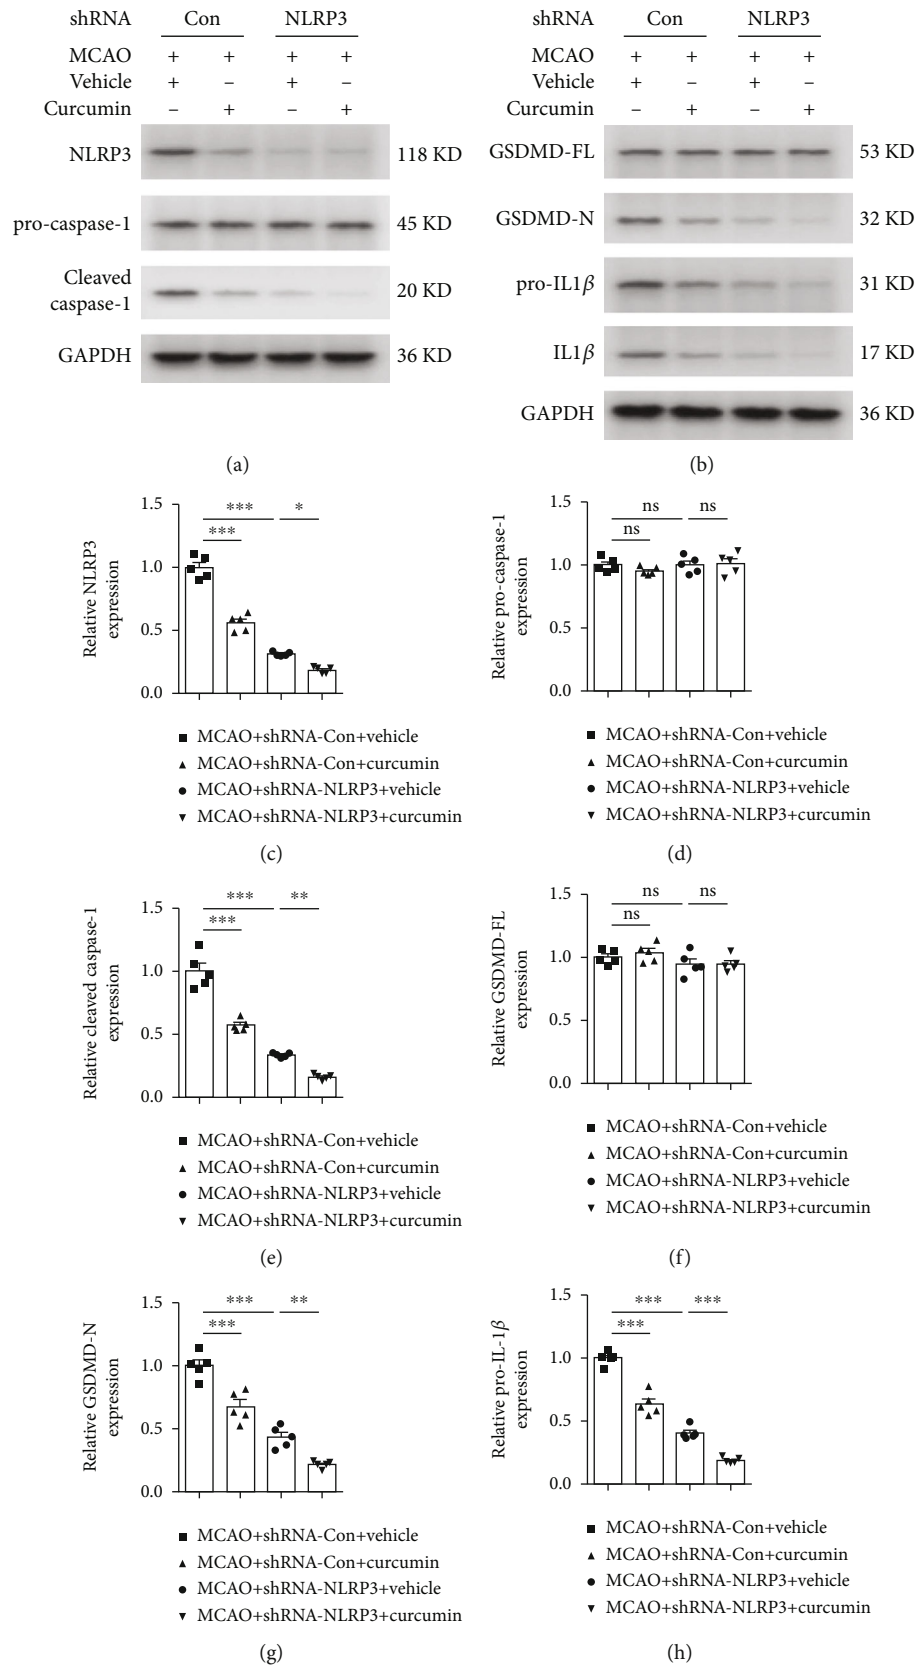 shRNA Con NLRP3
MCAO + + + +
Vehicle + – + –
Curcumin – + – +
NLRP3 118 KD
pro-caspase-1 45 KD
Cleaved
caspase-1 20 KD
GAPDH 36 KD
(a)
shRNA Con NLRP3
MCAO + + + +
Vehicle + – + –
Curcumin – + – +
GSDMD-FL 53 KD
GSDMD-N 32 KD
pro-IL1β 31 KD
IL1β 17 KD
GAPDH 36 KD
(b)
Relative NLRP3
expression
1.5
1.0
0.5
0.0
*** *
***
MCAO+shRNA-Con+vehicle
MCAO+shRNA-Con+curcumin
MCAO+shRNA-NLRP3+vehicle
MCAO+shRNA-NLRP3+curcumin
(c)
Relative pro-caspase-1
expression
1.5
1.0
0.5
0.0
ns ns
ns
MCAO+shRNA-Con+vehicle
MCAO+shRNA-Con+curcumin
MCAO+shRNA-NLRP3+vehicle
MCAO+shRNA-NLRP3+curcumin
(d)
Relative cleaved caspase-1
expression
1.5
1.0
0.5
0.0
*** **
***
MCAO+shRNA-Con+vehicle
MCAO+shRNA-Con+curcumin
MCAO+shRNA-NLRP3+vehicle
MCAO+shRNA-NLRP3+curcumin
(e)
Relative GSDMD-FL
expression
1.5
1.0
0.5
0.0
ns ns
ns
MCAO+shRNA-Con+vehicle
MCAO+shRNA-Con+curcumin
MCAO+shRNA-NLRP3+vehicle
MCAO+shRNA-NLRP3+curcumin
(f)
Relative GSDMD-N
expression
1.5
1.0
0.5
0.0
*** **
***
MCAO+shRNA-Con+vehicle
MCAO+shRNA-Con+curcumin
MCAO+shRNA-NLRP3+vehicle
MCAO+shRNA-NLRP3+curcumin
(g)
Relative pro-IL-1β
expression
1.5
1.0
0.5
0.0
*** ***
***
MCAO+shRNA-Con+vehicle
MCAO+shRNA-Con+curcumin
MCAO+shRNA-NLRP3+vehicle
MCAO+shRNA-NLRP3+curcumin
(h)